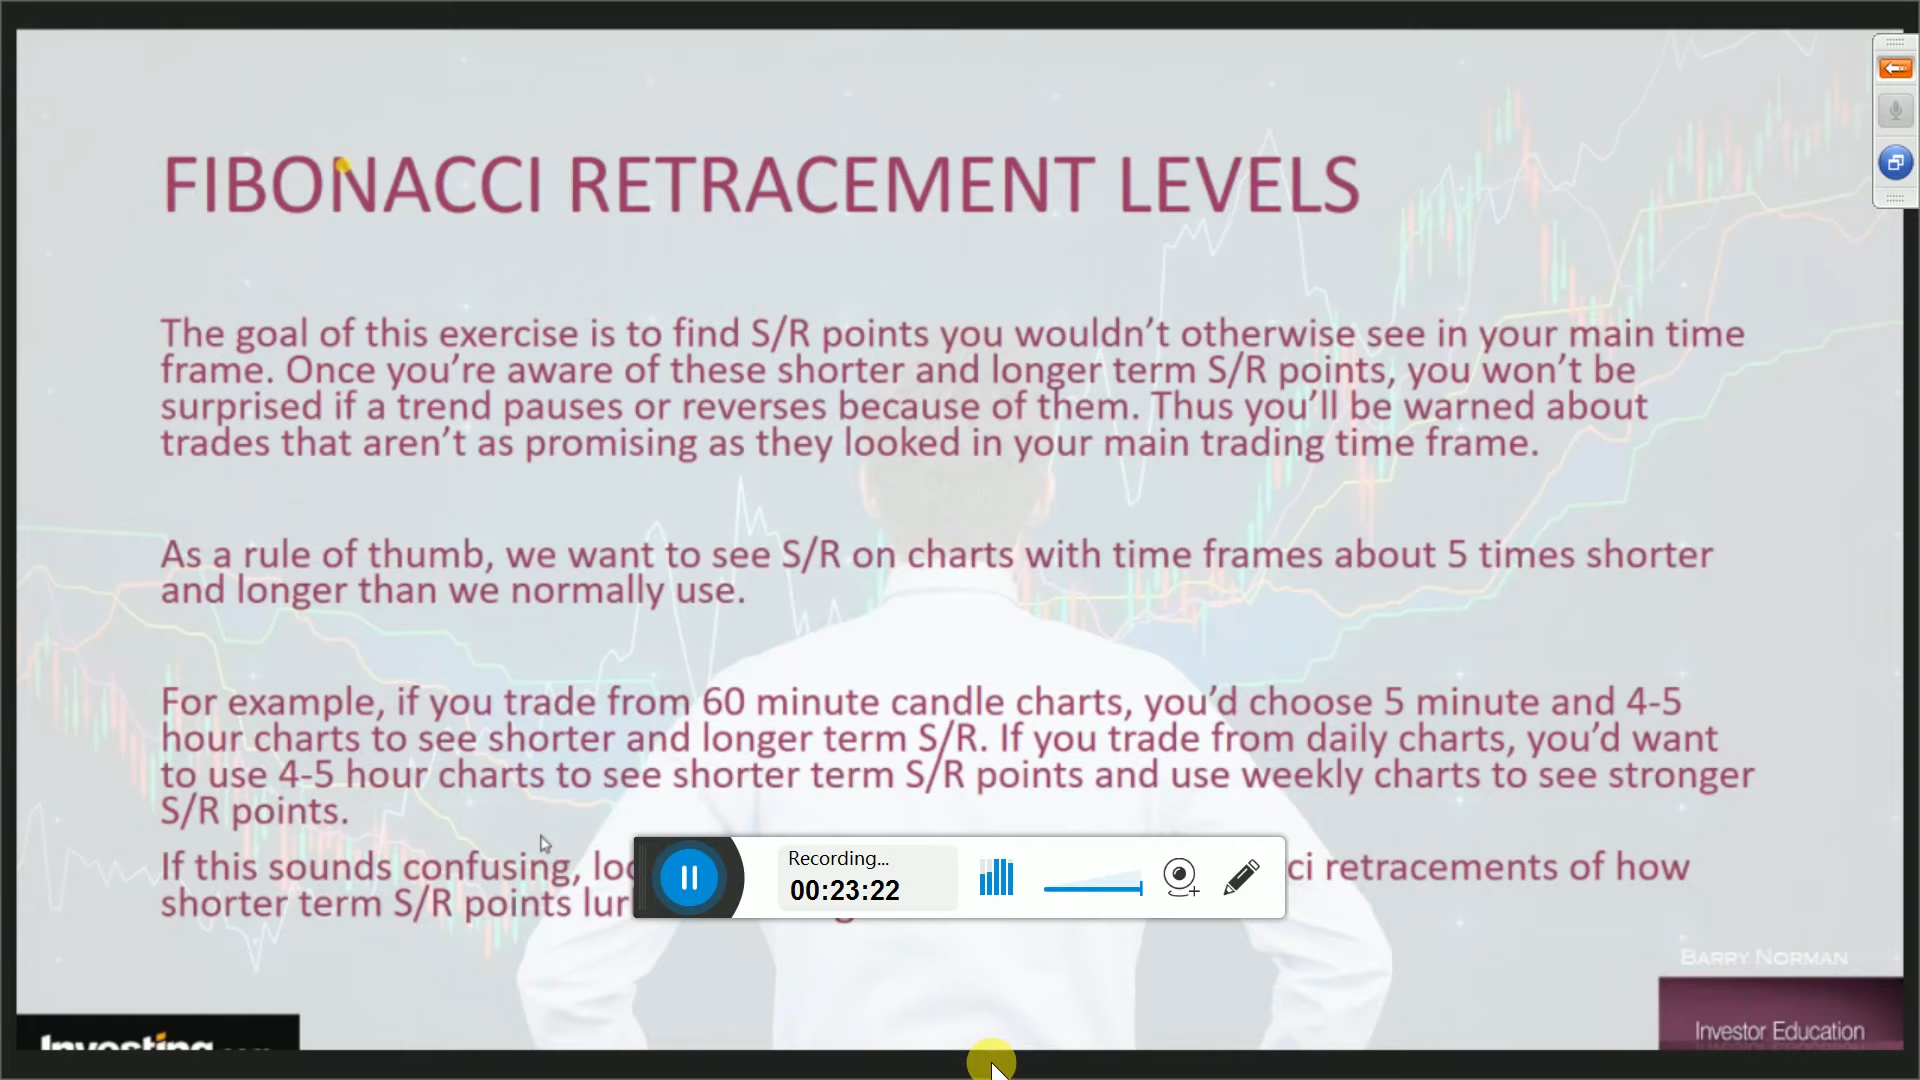 FIBONACCI RETRACEMENT LEVELS
The goal of this exercise is to find S/R points you wouldn’t otherwise see in your main time
frame. Once you’re aware of these shorter and longer term S/R points, you won’t be
surprised if a trend pauses or reverses because of them. Thus you’ll be warned about
trades that aren’t as promising as they looked in your main trading time frame.
As a rule of thumb, we want to see S/R on charts with time frames about 5 times shorter
and longer than we normally use.
For example, if you trade from 60 minute candle charts, you’d choose 5 minute and 4-5
hour charts to see shorter and longer term S/R. If you trade from daily charts, you’d want
to use 4-5 hour charts to see shorter term S/R points and use weekly charts to see stronger
S/R points.
If this sounds confusing, retracements of how
shorter term S/R points
Recording...
00:23:22
BARRY NORMAN
Investing
Investor Education